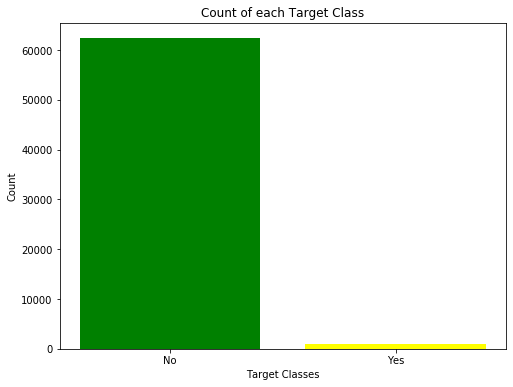 Count of each Target Class
60000
50000
40000
30000
20000
10000
0
Count
No
Yes
Target Classes